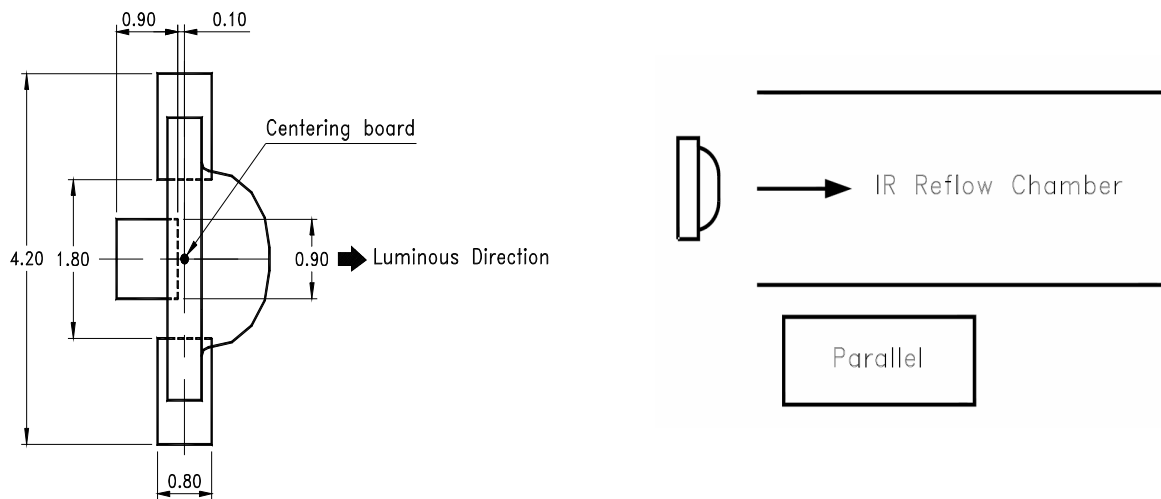 0.90
0.10
Centering board
4.20
1.80
0.90
Luminous Direction
0.80
IR Reflow Chamber
Parallel